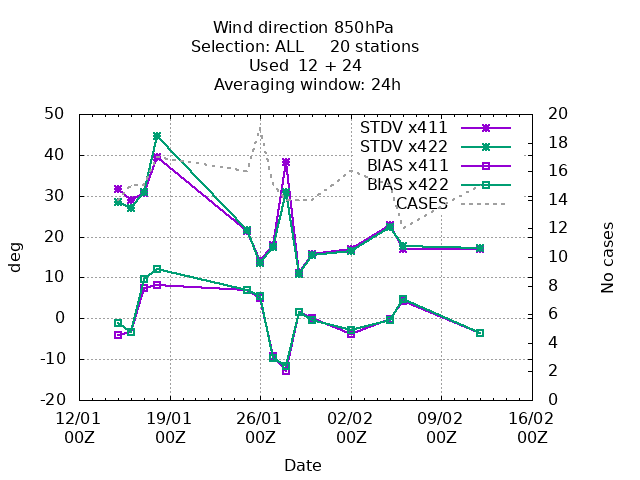 Wind direction 850hPa
Selection: ALL 20 stations
Used 12 + 24
Averaging window: 24h
50
40
30
20
10
0
-10
-20
deg
20
18
16
14
12
10
8
6
4
2
0
No cases
STDV x411
STDV x422
BIAS x411
BIAS x422
CASES
12/01 19/01 26/01 02/02 09/02 16/02
00Z 00Z 00Z 00Z 00Z 00Z
Date